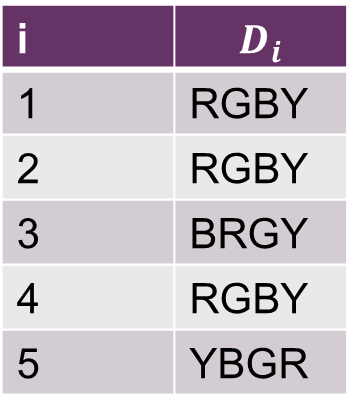 i D_i
1 RGBY
2 RGBY
3 BRGY
4 RGBY
5 YBGR